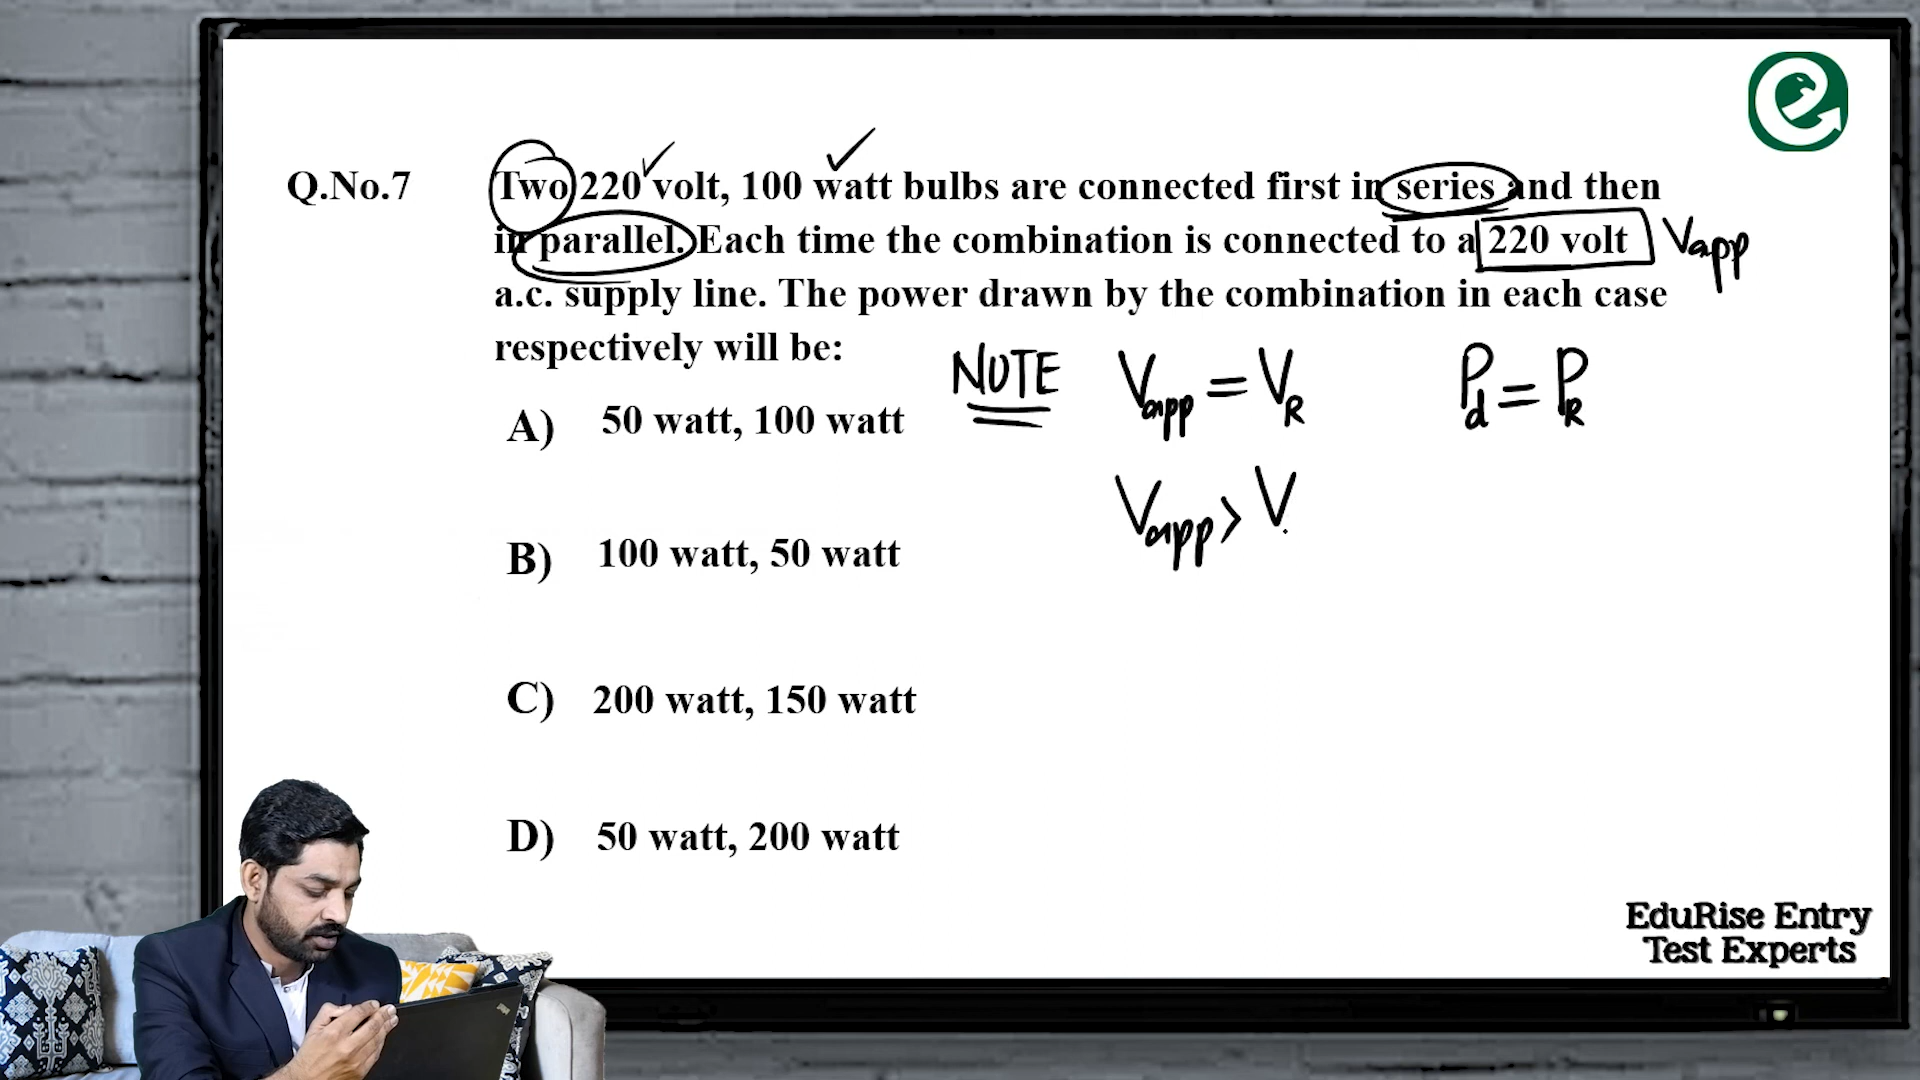 Q.No.7 Two 220 volt, 100 watt bulbs are connected first in series and then
in parallel. Each time the combination is connected to a 220 volt Vapp
a.c. supply line. The power drawn by the combination in each case
respectively will be:
NOTE Vapp = VR Pd = PR
A) 50 watt, 100 watt
Vapp > V
B) 100 watt, 50 watt
C) 200 watt, 150 watt
D) 50 watt, 200 watt
EduRise Entry
Test Experts